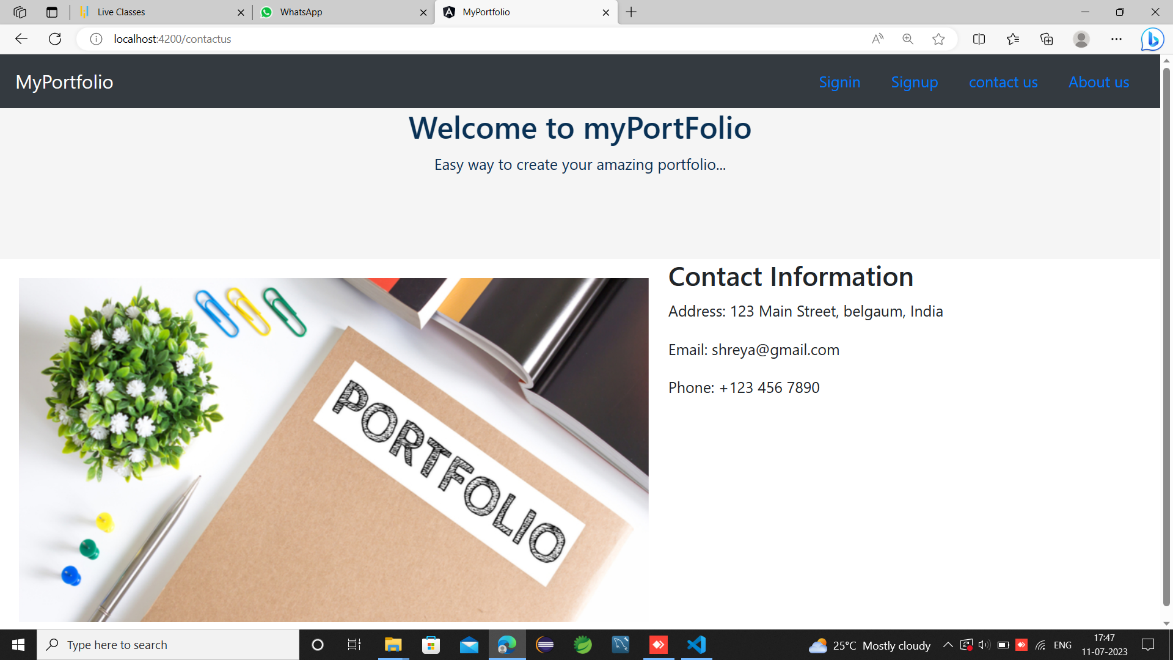 Live Classes
WhatsApp
MyPortfolio
localhost:4200/contactus
MyPortfolio
Signin
Signup
contact us
About us
Welcome to myPortFolio
Easy way to create your amazing portfolio...
Contact Information
Address: 123 Main Street, belgaum, India
Email: shreya@gmail.com
Phone: +123 456 7890
PORTFOLIO
Type here to search
25°C Mostly cloudy
ENG
17:47
11-07-2023